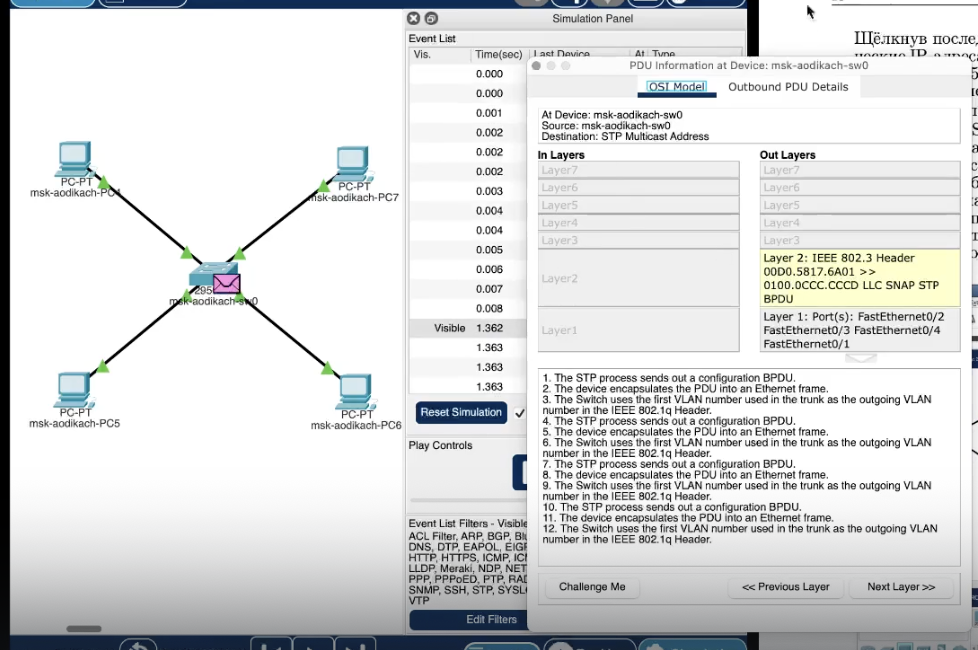 Simulation Panel
Event List
Vis. Time(sec) Last Device At Type
0.000
0.000
0.001
0.002
0.002
0.002
0.003
0.004
0.004
0.005
0.006
0.007
0.008
Visible 1.362
1.363
1.363
1.363
Reset Simulation
Play Controls
Event List Filters - Visible
ACL Filter, ARP, BGP,
DNS, DTP, EAPOL,
HTTP, HTTPS, ICMP,
LLDP, Meraki, NDP,
PPP, PPPoED, PTP,
SNMP, SSH, STP,
VTP
Edit Filters
PC-PT
msk-aodikach-PC4
PC-PT
msk-aodikach-PC7
msk-aodikach-sw0
PC-PT
msk-aodikach-PC5
PC-PT
msk-aodikach-PC6
PDU Information at Device: msk-aodikach-sw0
OSI Model Outbound PDU Details
At Device: msk-aodikach-sw0
Source: msk-aodikach-sw0
Destination: STP Multicast Address
In Layers
Layer7
Layer6
Layer5
Layer4
Layer3
Layer2
Layer1
Out Layers
Layer7
Layer6
Layer5
Layer4
Layer3
Layer 2: IEEE 802.3 Header
00D0.5817.6A01 >>
0100.0CCC.CCCD LLC SNAP STP
BPDU
Layer 1: Port(s): FastEthernet0/2
FastEthernet0/3 FastEthernet0/4
FastEthernet0/1
1. The STP process sends out a configuration BPDU.
2. The device encapsulates the PDU into an Ethernet frame.
3. The Switch uses the first VLAN number used in the trunk as the outgoing VLAN
number in the IEEE 802.1q Header.
4. The STP process sends out a configuration BPDU.
5. The device encapsulates the PDU into an Ethernet frame.
6. The Switch uses the first VLAN number used in the trunk as the outgoing VLAN
number in the IEEE 802.1q Header.
7. The STP process sends out a configuration BPDU.
8. The device encapsulates the PDU into an Ethernet frame.
9. The Switch uses the first VLAN number used in the trunk as the outgoing VLAN
number in the IEEE 802.1q Header.
10. The STP process sends out a configuration BPDU.
11. The device encapsulates the PDU into an Ethernet frame.
12. The Switch uses the first VLAN number used in the trunk as the outgoing VLAN
number in the IEEE 802.1q Header.
Challenge Me << Previous Layer Next Layer >>
Щёлкнув